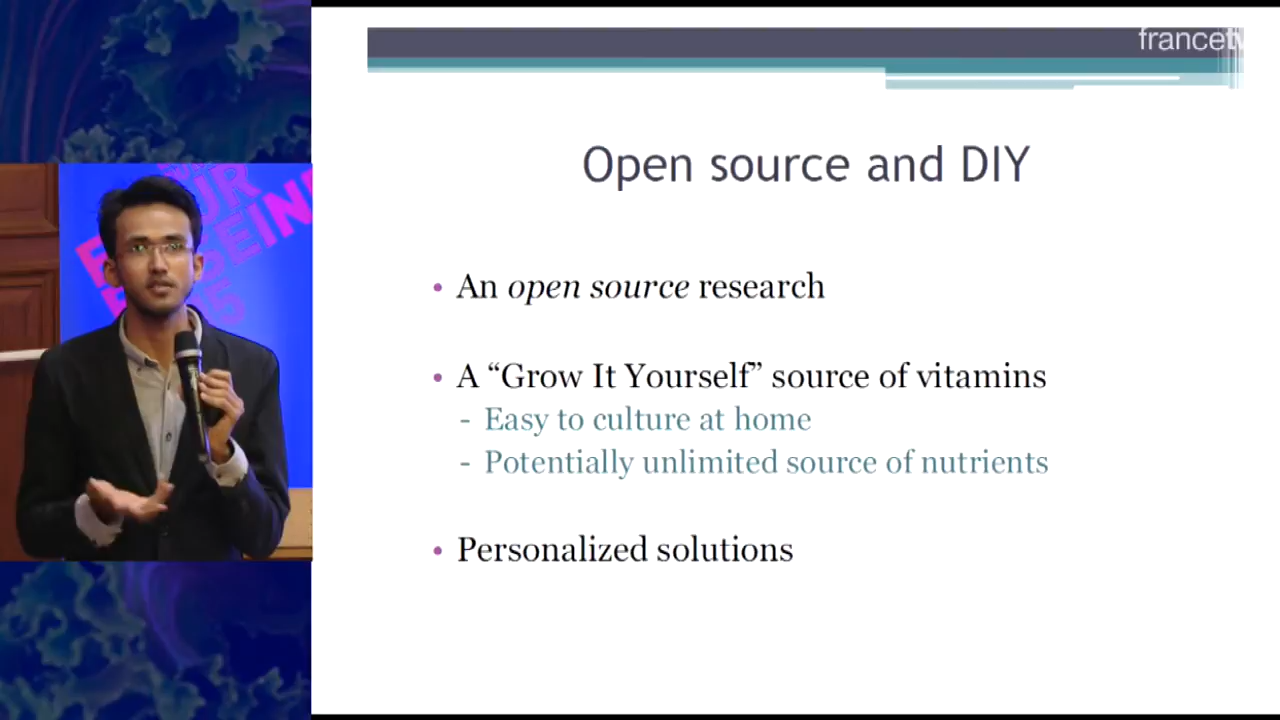 francetv
Open source and DIY
• An open source research
• A “Grow It Yourself” source of vitamins
- Easy to culture at home
- Potentially unlimited source of nutrients
• Personalized solutions